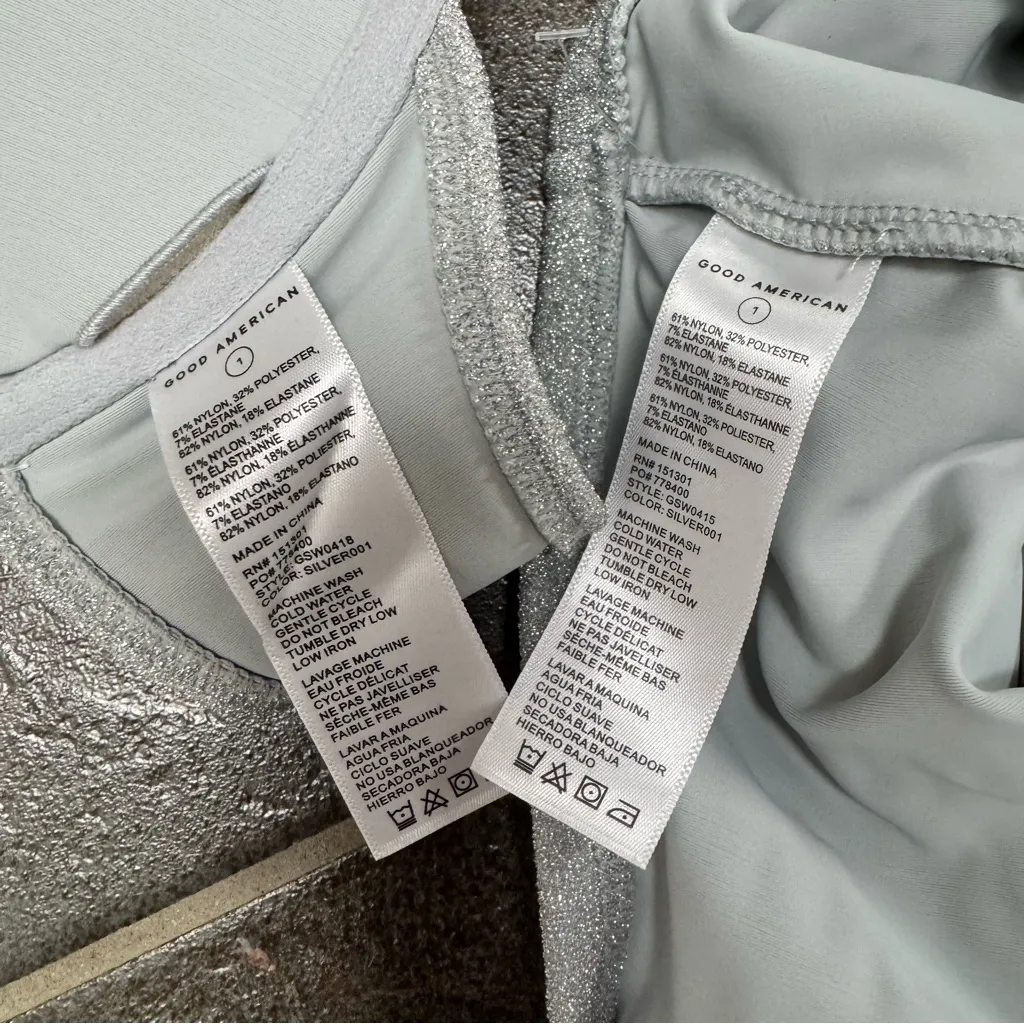 GOOD AMERICAN
1
61% NYLON, 32% POLYESTER,
7% ELASTANE
82% NYLON, 18% ELASTANE
61% NYLON, 32% POLYESTER,
7% ÉLASTHANNE
82% NYLON, 18% ÉLASTHANNE
61% NYLON, 32% POLIESTER,
7% ELASTANO
82% NYLON, 18% ELASTANO
MADE IN CHINA
RN# 151301
PO#
STYLE: GSW0418
COLOR: SILVER001
MACHINE WASH
COLD WATER
GENTLE CYCLE
DO NOT BLEACH
TUMBLE DRY LOW
LOW IRON
LAVAGE MACHINE
EAU FROIDE
CYCLE DÉLICAT
NE PAS JAVELLISER
SÈCHE-MÊME BAS
FAIBLE FER
LAVAR A MAQUINA
AGUA FRIA
CICLO SUAVE
NO USA BLANQUEADOR
SECADORA BAJA
HIERRO BAJO
GOOD AMERICAN
1
61% NYLON, 32% POLYESTER,
7% ELASTANE
82% NYLON, 18% ELASTANE
61% NYLON, 32% POLYESTER,
7% ÉLASTHANNE
82% NYLON, 18% ÉLASTHANNE
61% NYLON, 32% POLIESTER,
7% ELASTANO
82% NYLON, 18% ELASTANO
MADE IN CHINA
RN# 151301
PO# 778400
STYLE: GSW0415
COLOR: SILVER001
MACHINE WASH
COLD WATER
GENTLE CYCLE
DO NOT BLEACH
TUMBLE DRY LOW
LOW IRON
LAVAGE MACHINE
EAU FROIDE
CYCLE DÉLICAT
NE PAS JAVELLISER
SÈCHE-MÊME BAS
FAIBLE FER
LAVAR A MAQUINA
AGUA FRIA
CICLO SUAVE
NO USA BLANQUEADOR
SECADORA BAJA
HIERRO BAJO